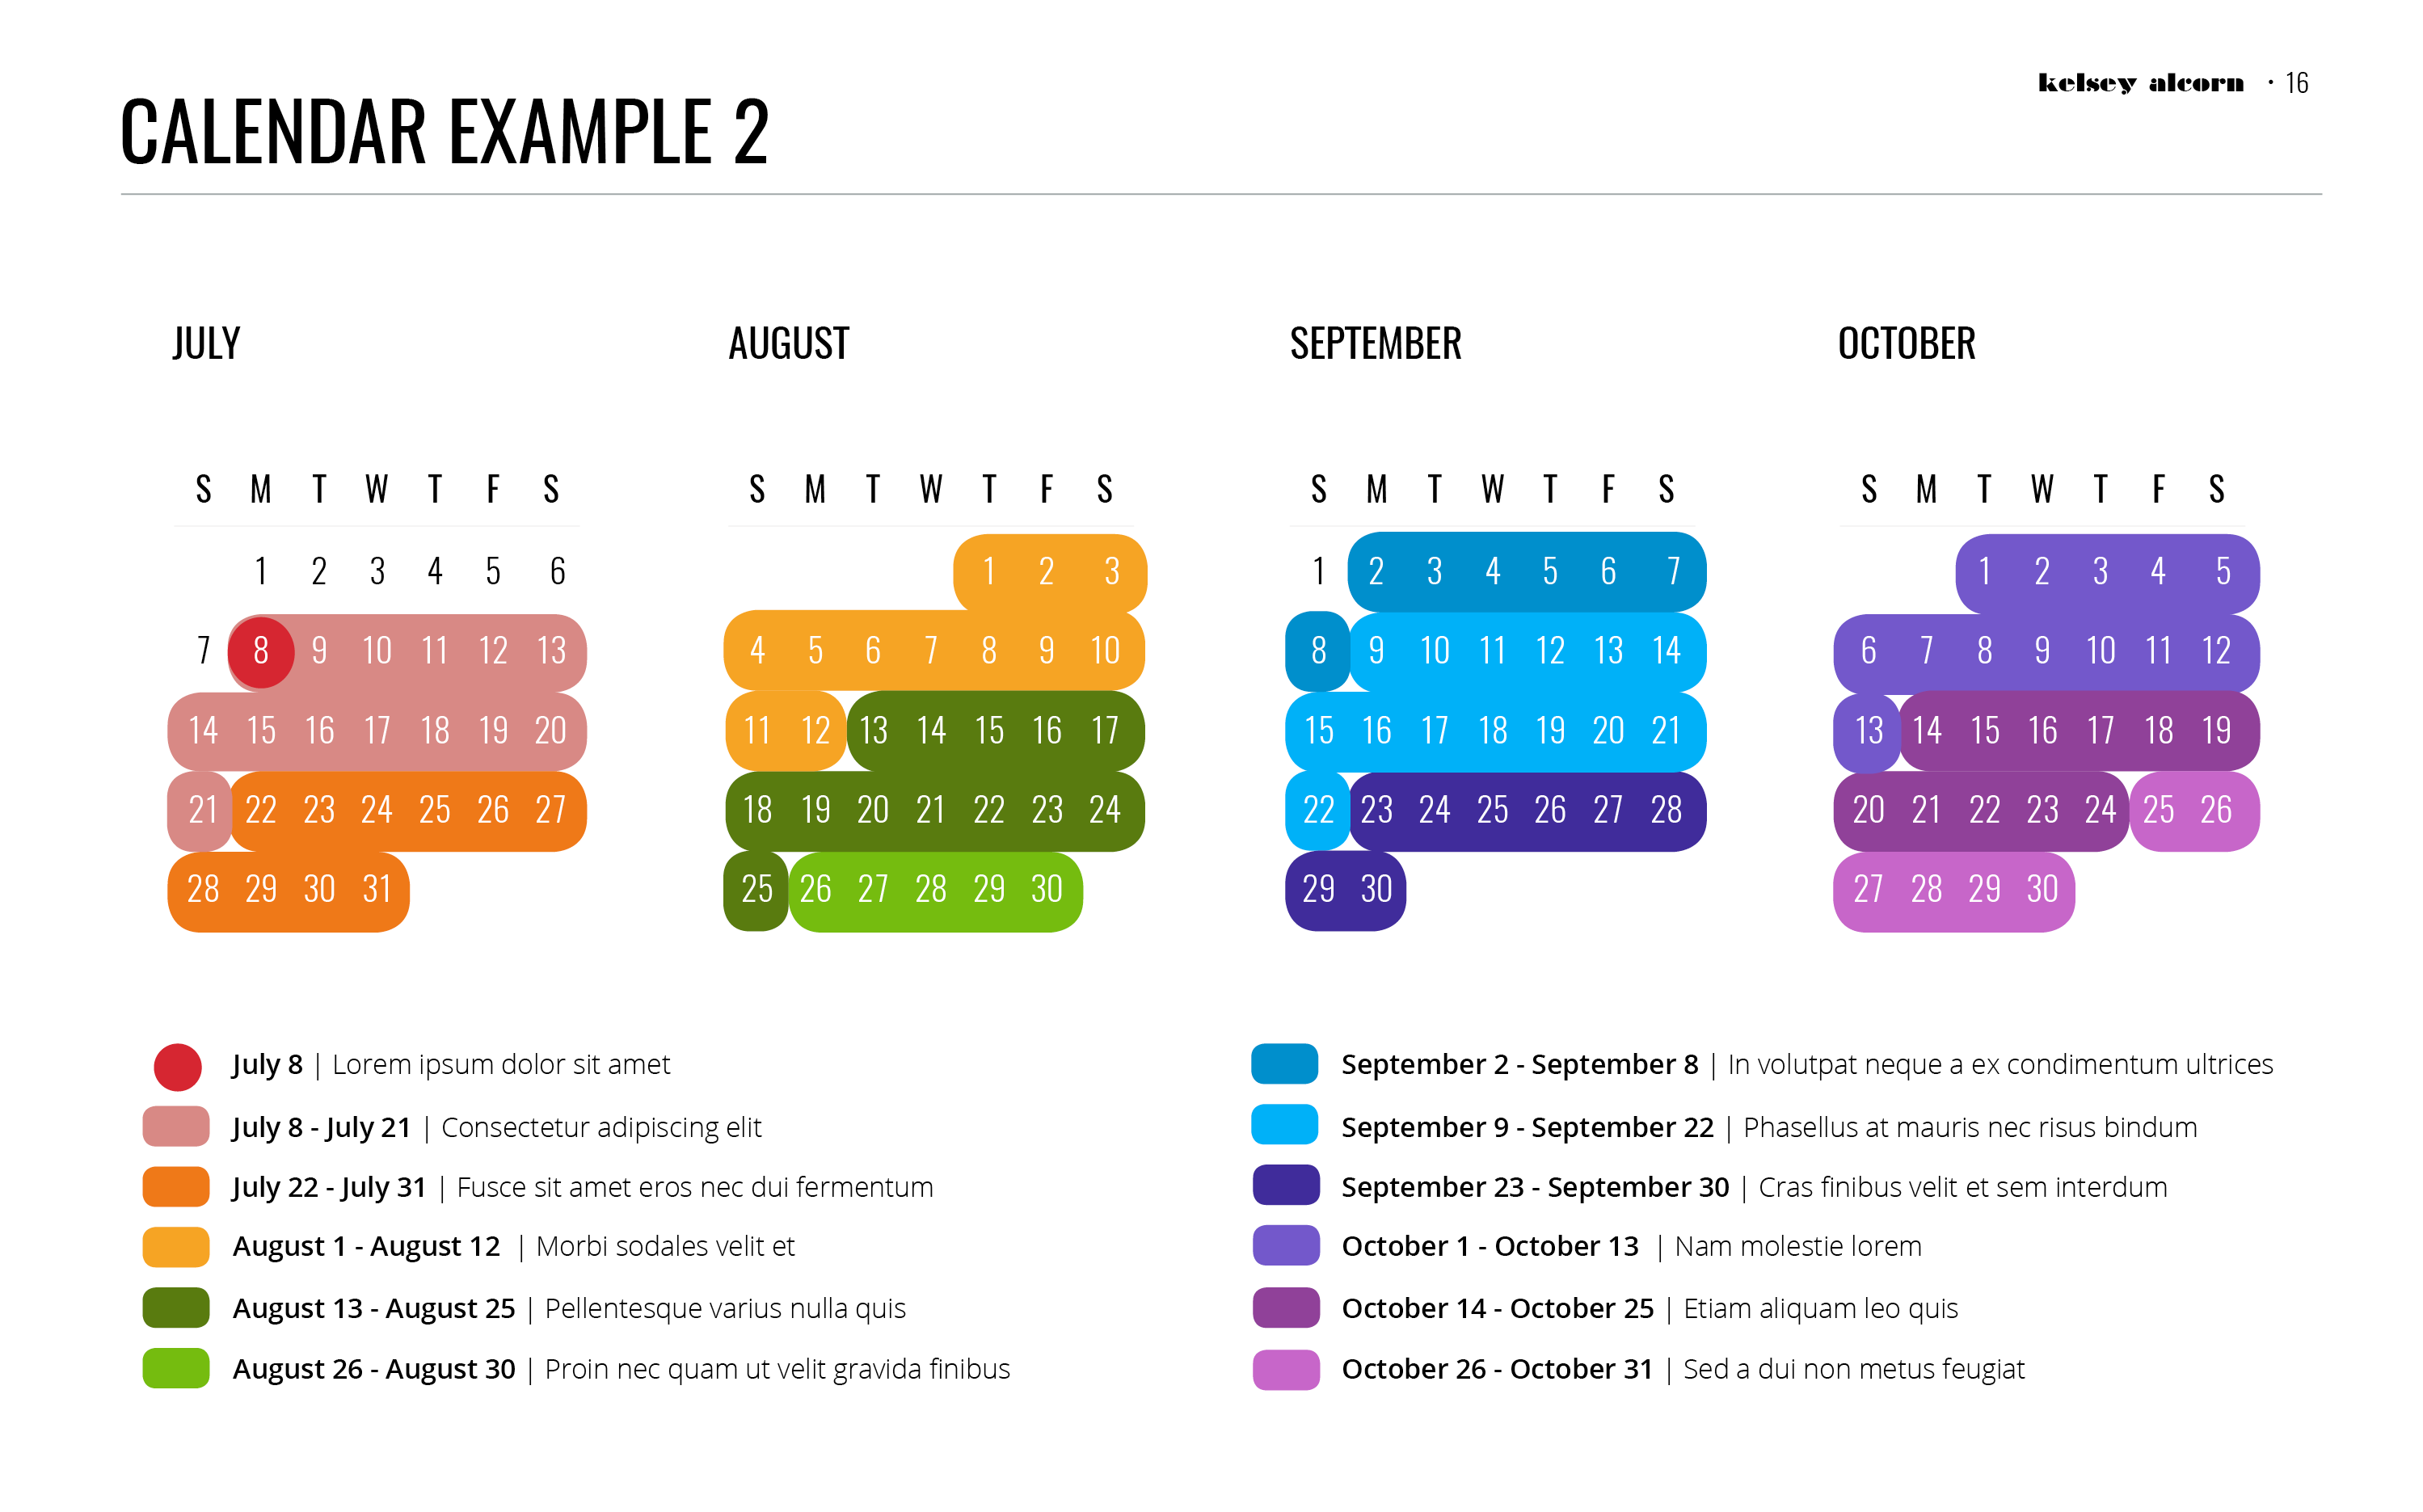 kelsey alcorn · 16
CALENDAR EXAMPLE 2
JULY
S M T W T F S
1 2 3 4 5 6
7 8 9 10 11 12 13
14 15 16 17 18 19 20
21 22 23 24 25 26 27
28 29 30 31
AUGUST
S M T W T F S
1 2 3
4 5 6 7 8 9 10
11 12 13 14 15 16 17
18 19 20 21 22 23 24
25 26 27 28 29 30
SEPTEMBER
S M T W T F S
1 2 3 4 5 6 7
8 9 10 11 12 13 14
15 16 17 18 19 20 21
22 23 24 25 26 27 28
29 30
OCTOBER
S M T W T F S
1 2 3 4 5
6 7 8 9 10 11 12
13 14 15 16 17 18 19
20 21 22 23 24 25 26
27 28 29 30
July 8 | Lorem ipsum dolor sit amet
July 8 - July 21 | Consectetur adipiscing elit
July 22 - July 31 | Fusce sit amet eros nec dui fermentum
August 1 - August 12 | Morbi sodales velit et
August 13 - August 25 | Pellentesque varius nulla quis
August 26 - August 30 | Proin nec quam ut velit gravida finibus
September 2 - September 8 | In volutpat neque a ex condimentum ultrices
September 9 - September 22 | Phasellus at mauris nec risus bindum
September 23 - September 30 | Cras finibus velit et sem interdum
October 1 - October 13 | Nam molestie lorem
October 14 - October 25 | Etiam aliquam leo quis
October 26 - October 31 | Sed a dui non metus feugiat